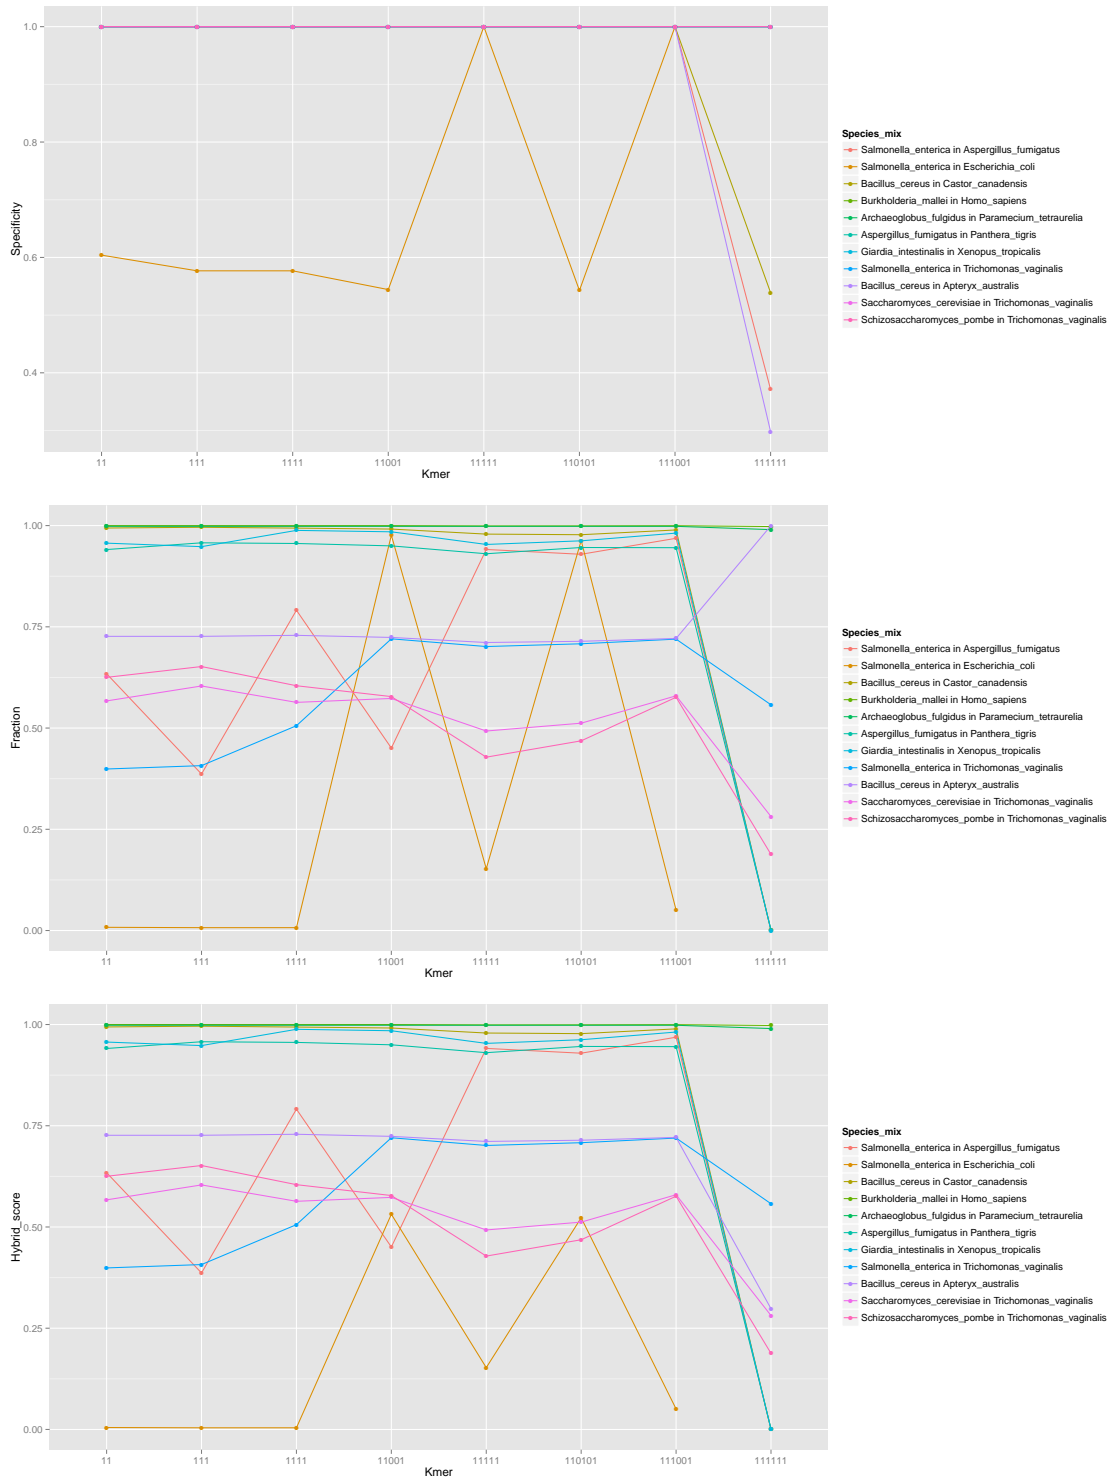 1.0
0.8
0.6
0.4
Specificity
11 111 1111 11001 11111 110101 111001 111111
Kmer
Species_mix
Salmonella_enterica in Aspergillus_fumigatus
Salmonella_enterica in Escherichia_coli
Bacillus_cereus in Castor_canadensis
Burkholderia_mallei in Homo_sapiens
Archaeoglobus_fulgidus in Paramecium_tetraurelia
Aspergillus_fumigatus in Panthera_tigris
Giardia_intestinalis in Xenopus_tropicalis
Salmonella_enterica in Trichomonas_vaginalis
Bacillus_cereus in Apteryx_australis
Saccharomyces_cerevisiae in Trichomonas_vaginalis
Schizosaccharomyces_pombe in Trichomonas_vaginalis
1.00
0.75
0.50
0.25
0.00
Fraction
11 111 1111 11001 11111 110101 111001 111111
Kmer
Species_mix
Salmonella_enterica in Aspergillus_fumigatus
Salmonella_enterica in Escherichia_coli
Bacillus_cereus in Castor_canadensis
Burkholderia_mallei in Homo_sapiens
Archaeoglobus_fulgidus in Paramecium_tetraurelia
Aspergillus_fumigatus in Panthera_tigris
Giardia_intestinalis in Xenopus_tropicalis
Salmonella_enterica in Trichomonas_vaginalis
Bacillus_cereus in Apteryx_australis
Saccharomyces_cerevisiae in Trichomonas_vaginalis
Schizosaccharomyces_pombe in Trichomonas_vaginalis
1.00
0.75
0.50
0.25
0.00
Hybrid_score
11 111 1111 11001 11111 110101 111001 111111
Kmer
Species_mix
Salmonella_enterica in Aspergillus_fumigatus
Salmonella_enterica in Escherichia_coli
Bacillus_cereus in Castor_canadensis
Burkholderia_mallei in Homo_sapiens
Archaeoglobus_fulgidus in Paramecium_tetraurelia
Aspergillus_fumigatus in Panthera_tigris
Giardia_intestinalis in Xenopus_tropicalis
Salmonella_enterica in Trichomonas_vaginalis
Bacillus_cereus in Apteryx_australis
Saccharomyces_cerevisiae in Trichomonas_vaginalis
Schizosaccharomyces_pombe in Trichomonas_vaginalis